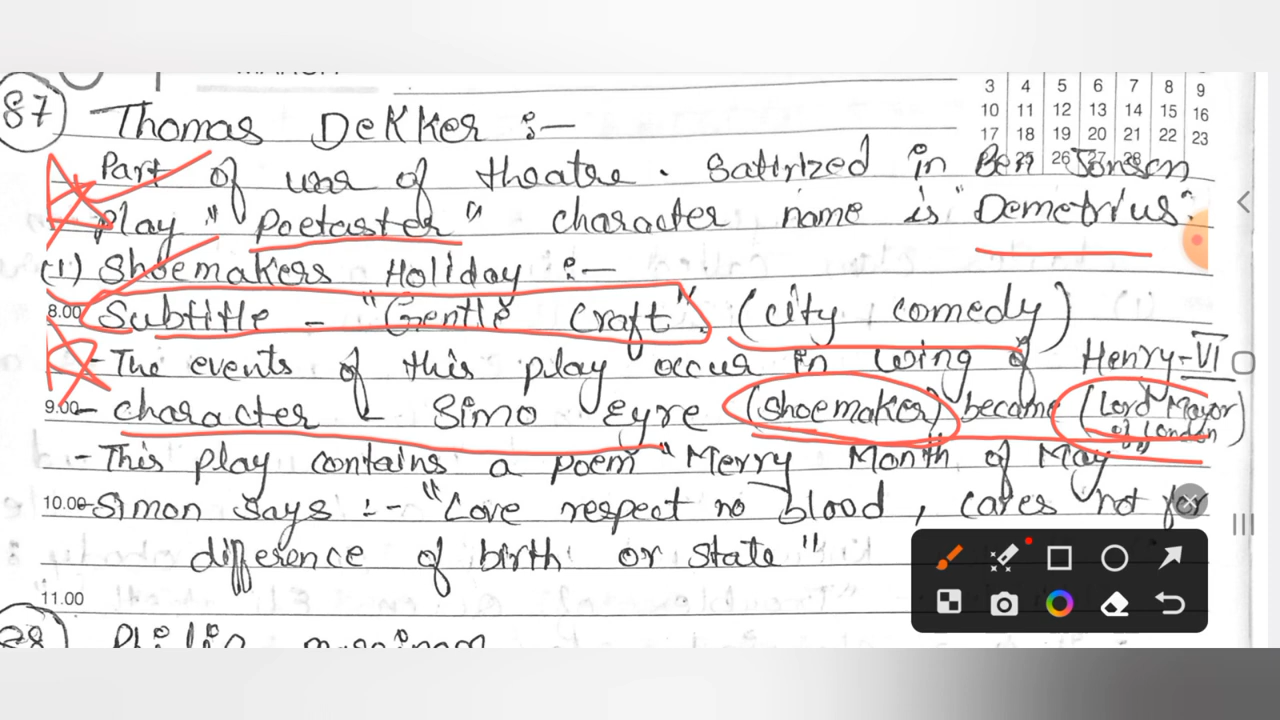 MARCH
3 4 5 6 7 8 9
10 11 12 13 14 15 16
17 18 19 20 21 22 23
25 26 27 28
87 Thomas Dekker :-
Part of war of theatre. Satirized in Ben Jonson
play "Poetaster" character name is "Demetrius".
(1) Shoemakers Holiday :-
8.00 Subtitle - "Gentle Craft". (city comedy)
- The events of this play occur in wing of Henry-VI
9.00 - character - Simo Eyre (shoemaker) became (Lord Mayor of London)
- This play contains a poem "Merry Month of May"
10.00 - Simon says :- "Love respect no blood, cares not for
difference of birth or state"
11.00